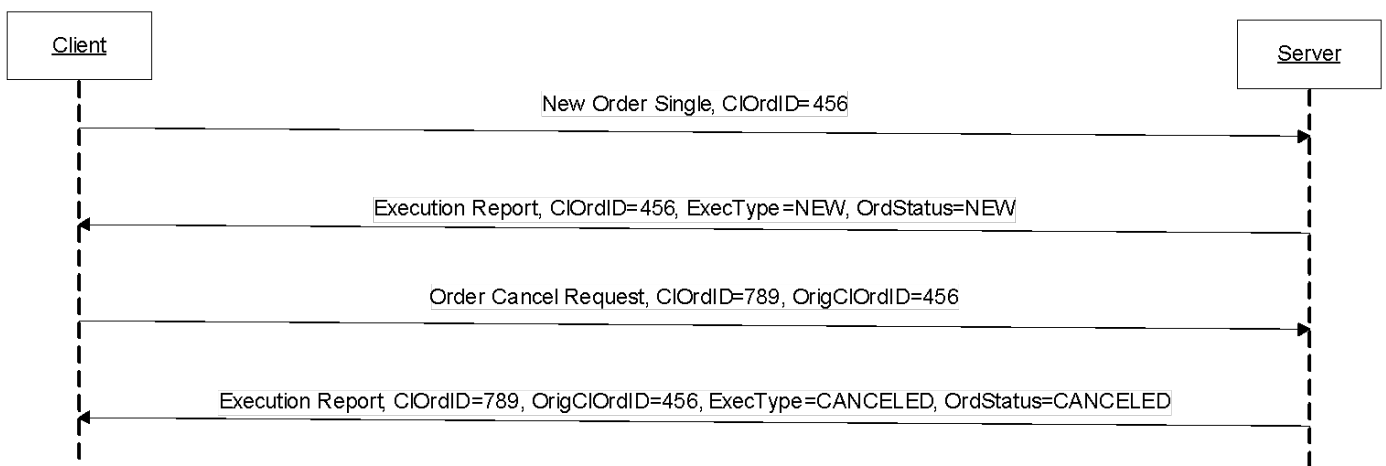 Client
Server
New Order Single, ClOrdID=456
Execution Report, ClOrdID=456, ExecType=NEW, OrdStatus=NEW
Order Cancel Request, ClOrdID=789, OrigClOrdID=456
Execution Report, ClOrdID=789, OrigClOrdID=456, ExecType=CANCELED, OrdStatus=CANCELED